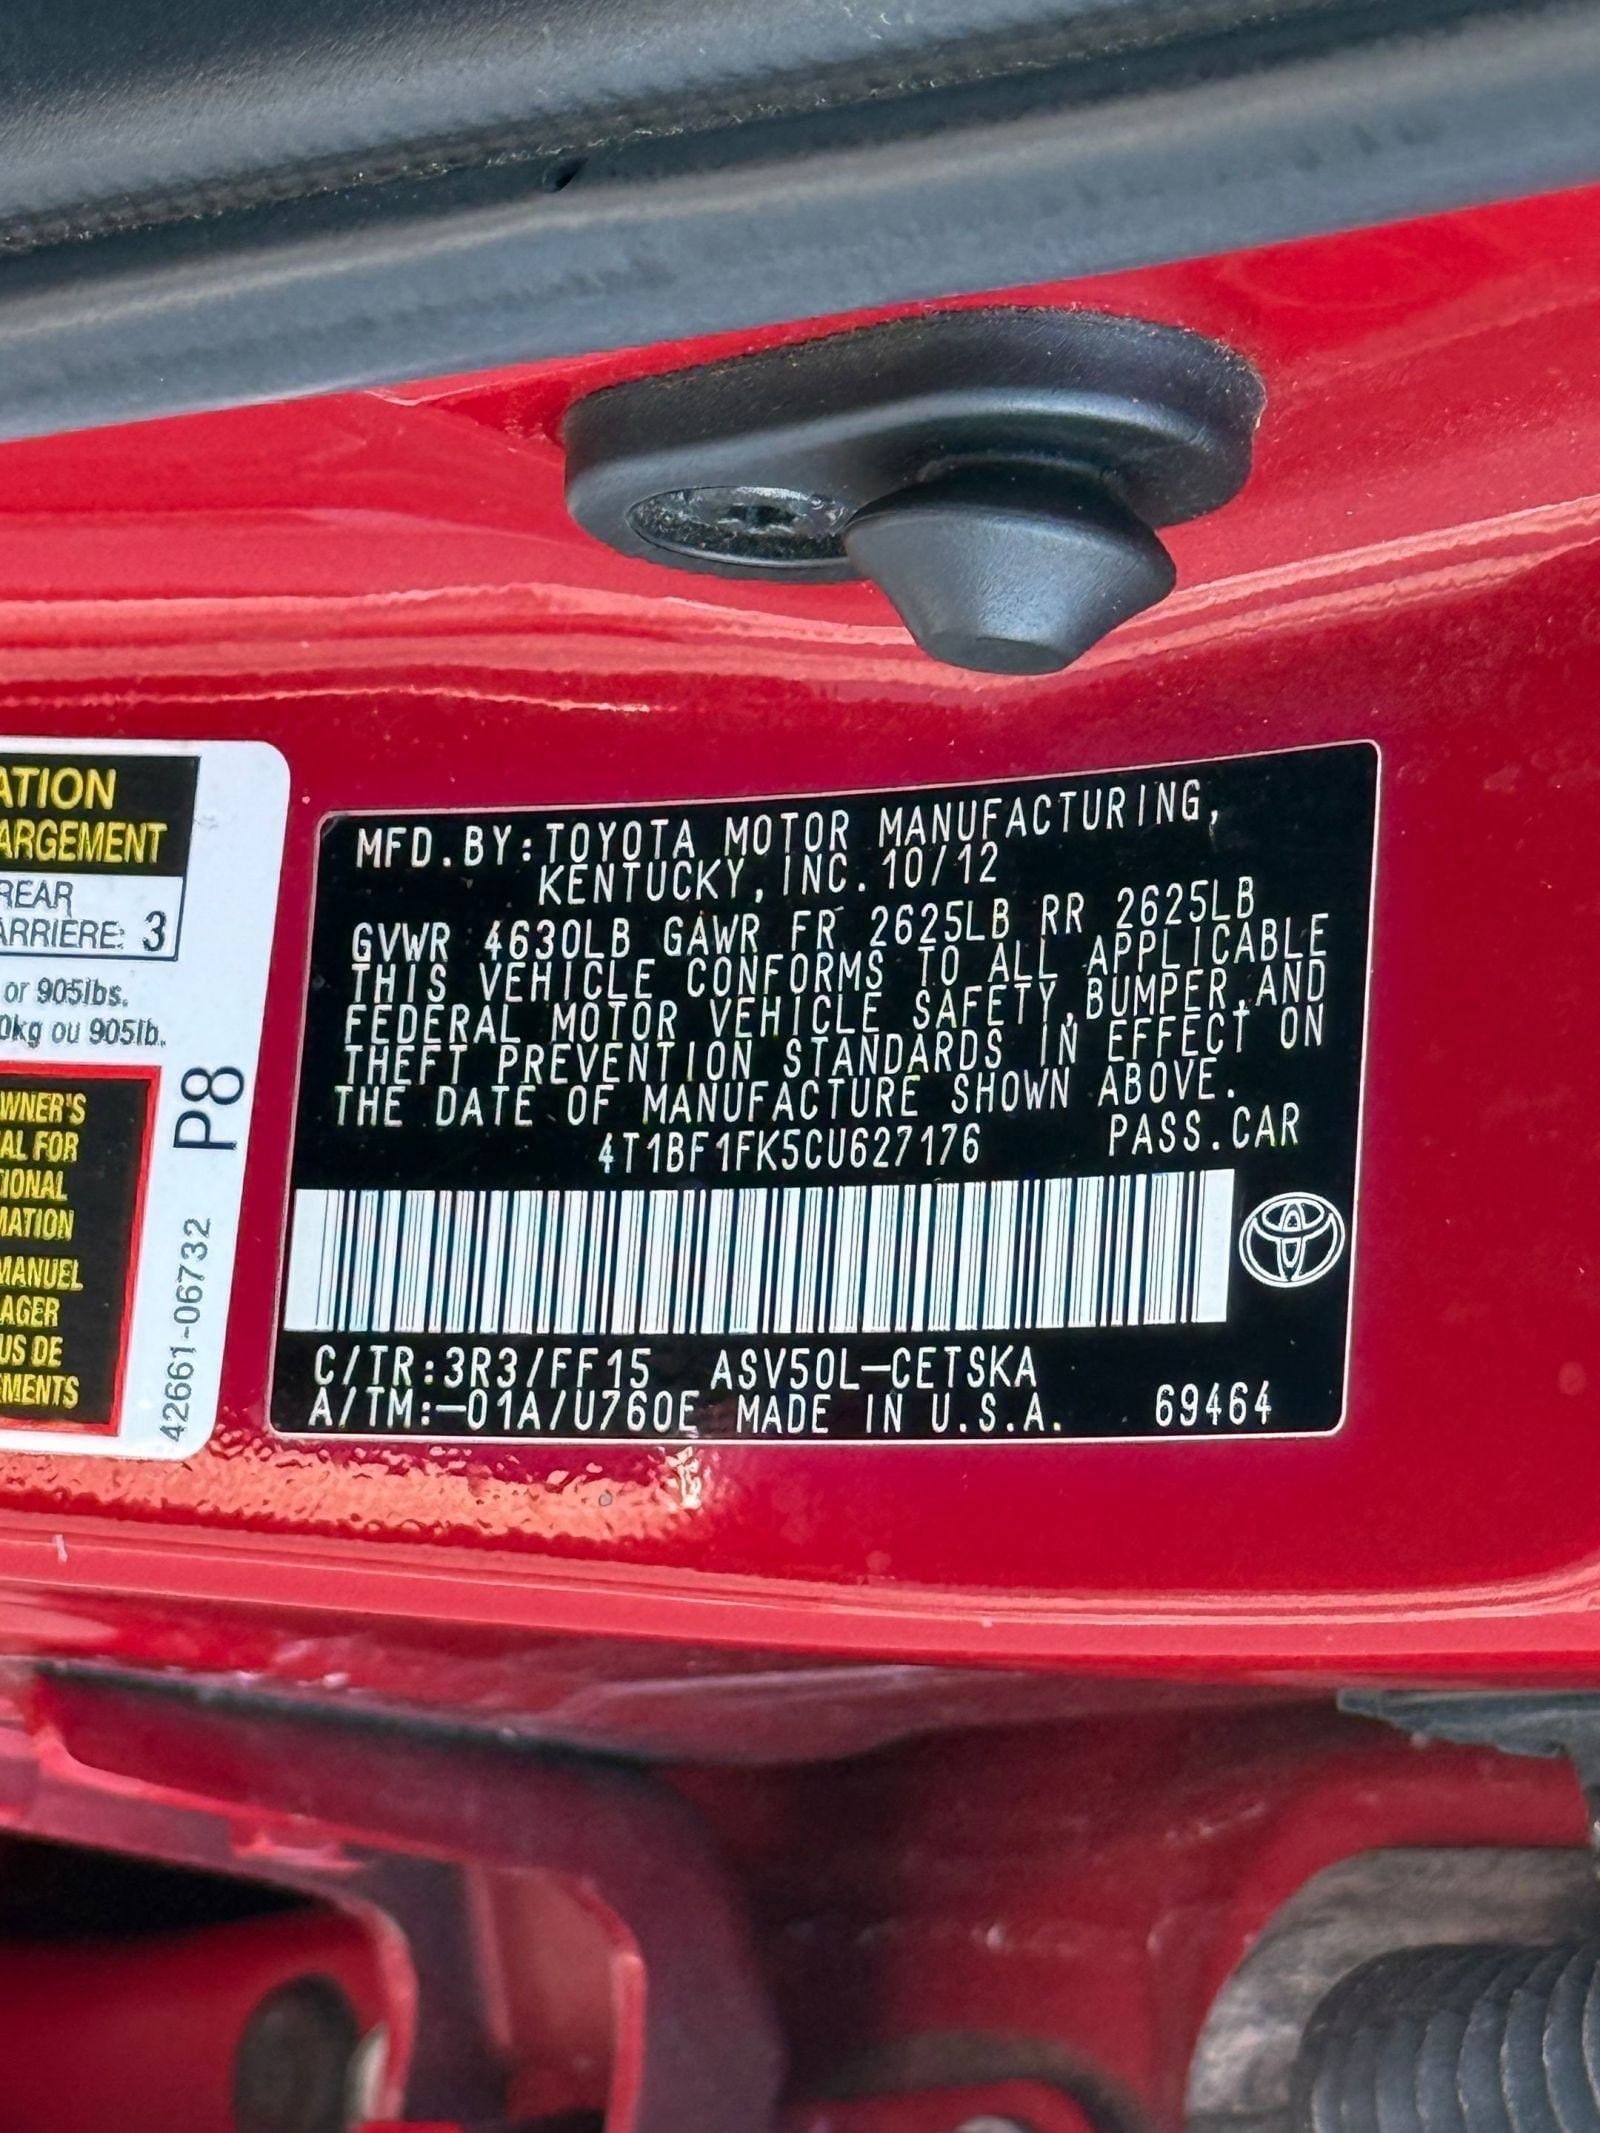 ATION
ARGEMENT
REAR
ARRIERE: 3
or 905lbs.
0kg ou 905lb.
WNER'S
AL FOR
TIONAL
MATION
MANUEL
AGER
US DE
EMENTS
P8
42661-06732
MFD.BY:TOYOTA MOTOR MANUFACTURING,
KENTUCKY,INC.10/12
GVWR 4630LB GAWR FR 2625LB RR 2625LB
THIS VEHICLE CONFORMS TO ALL APPLICABLE
FEDERAL MOTOR VEHICLE SAFETY,BUMPER,AND
THEFT PREVENTION STANDARDS IN EFFECT ON
THE DATE OF MANUFACTURE SHOWN ABOVE.
4T1BF1FK5CU627176 PASS.CAR
C/TR:3R3/FF15 ASV50L-CETSKA
A/TM:-01A/U760E MADE IN U.S.A. 69464